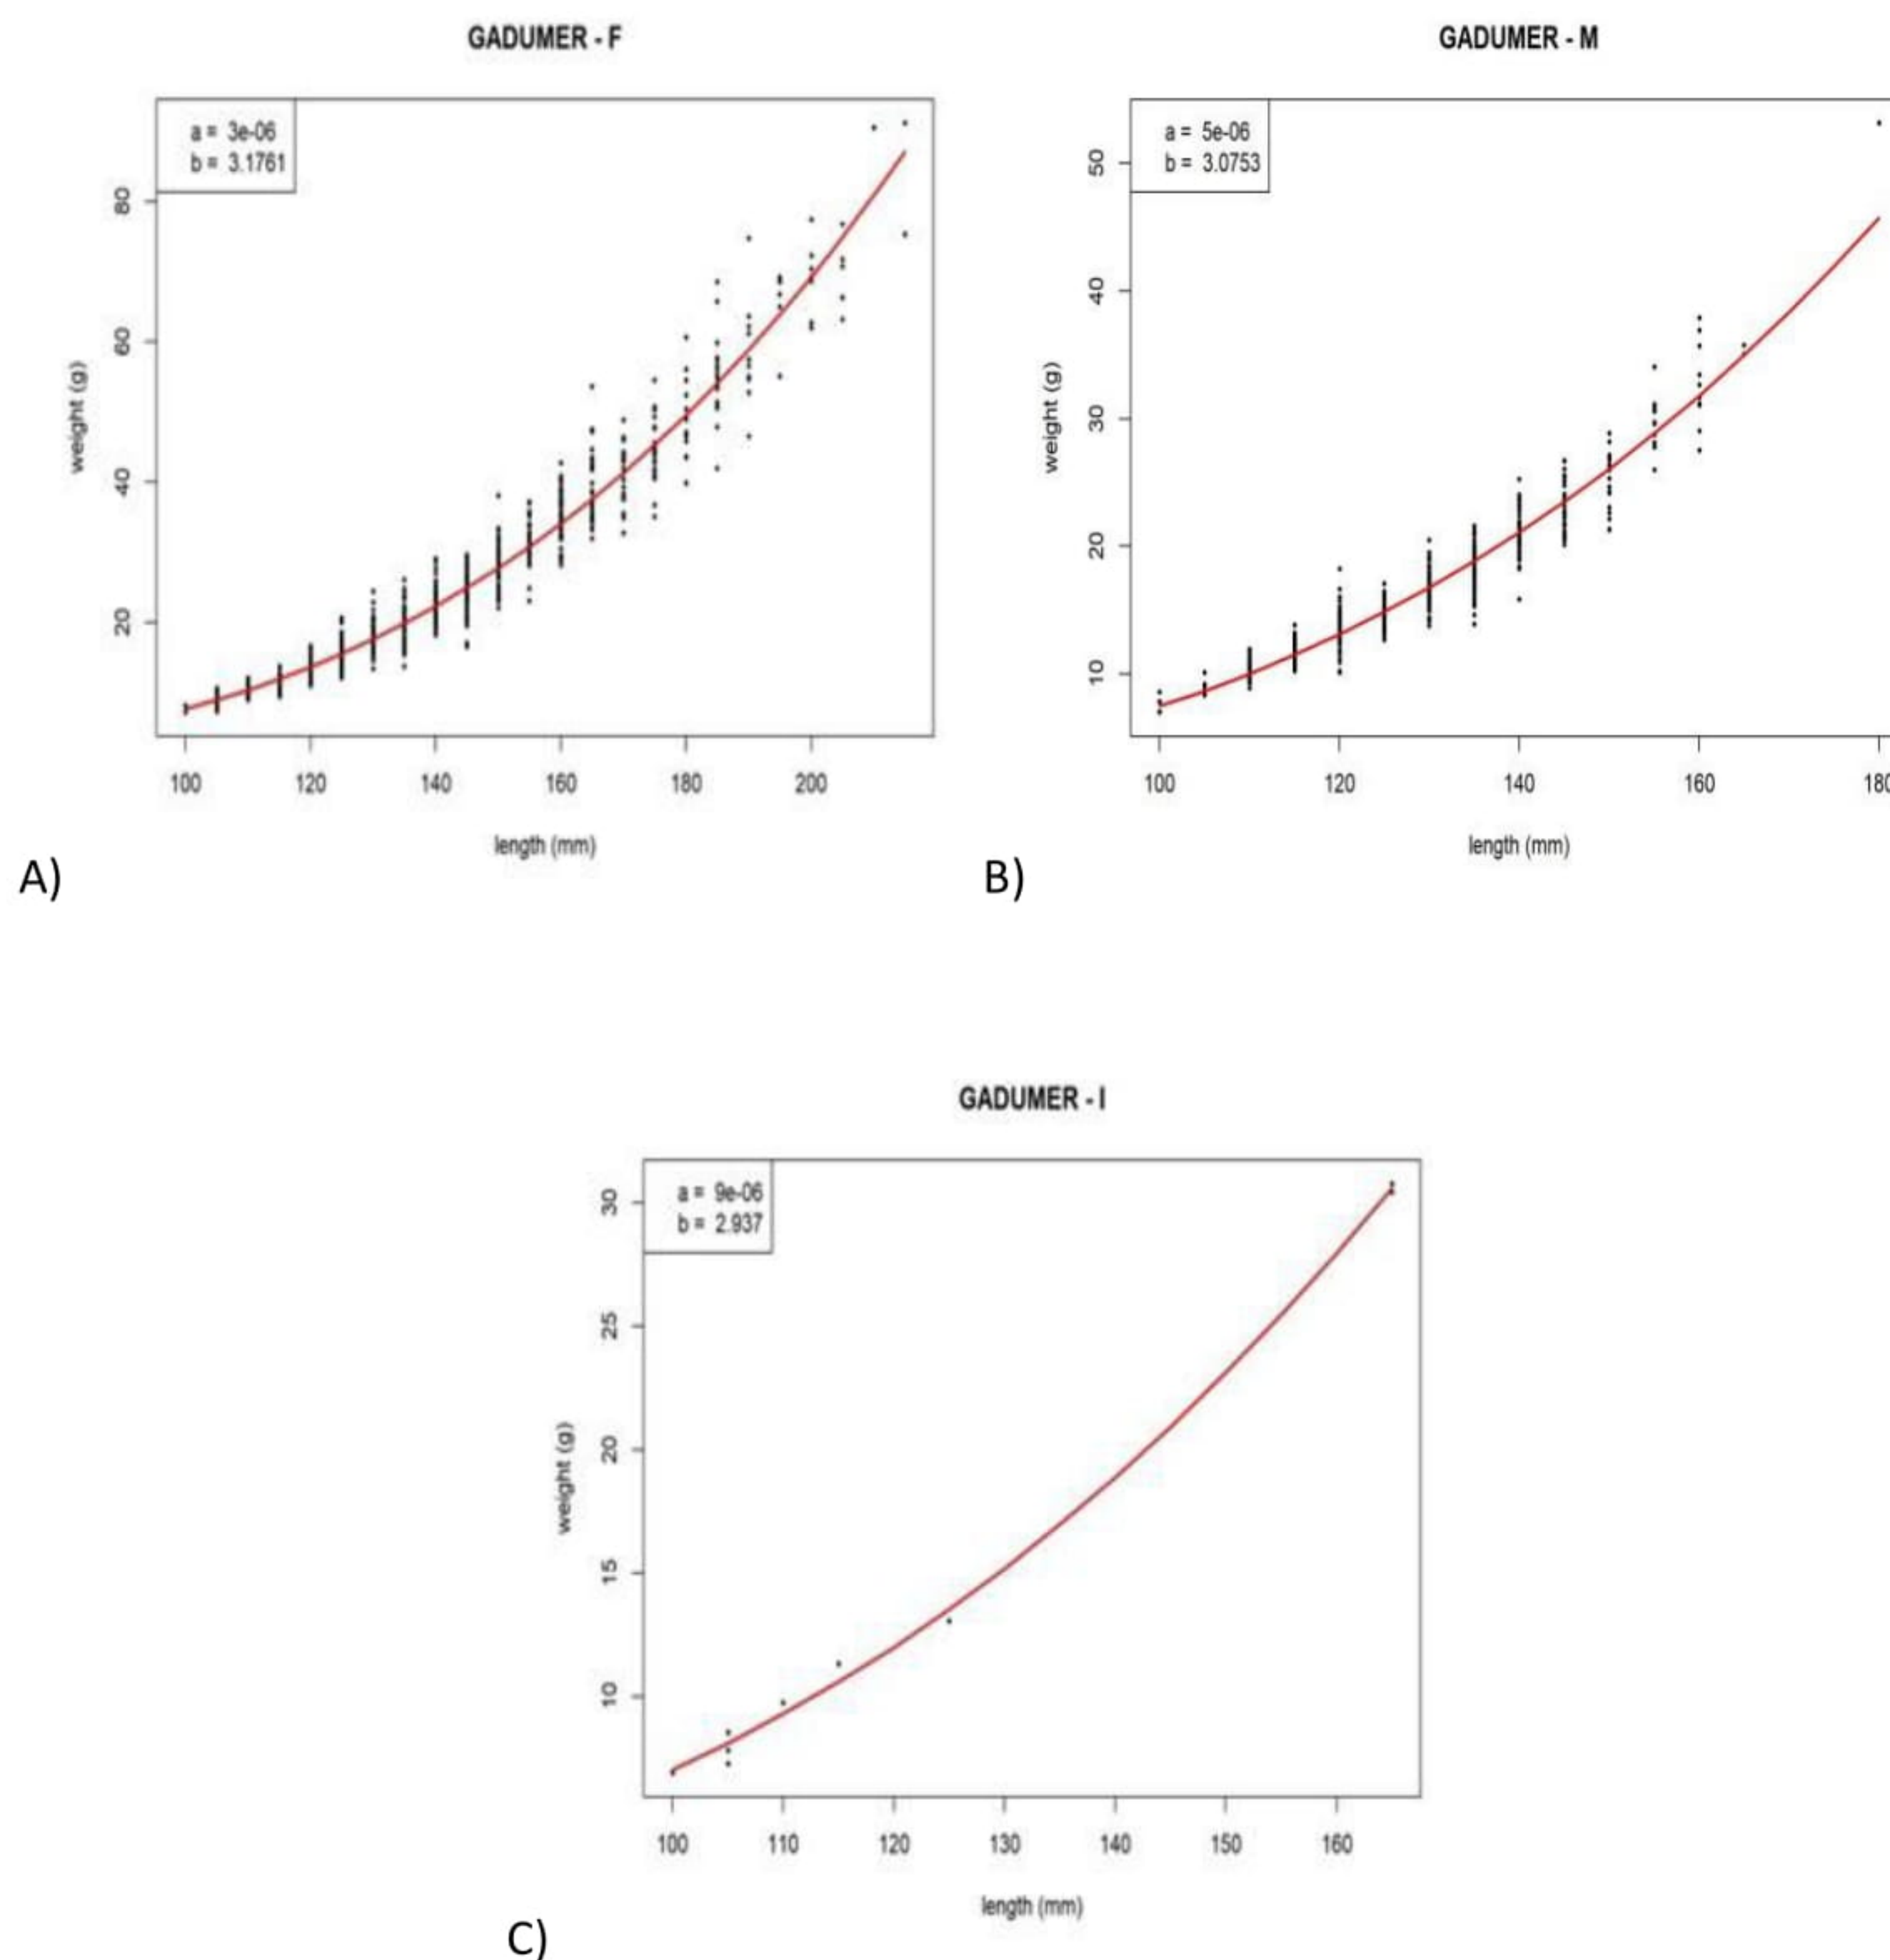 GADUMER - F
a = 3e-06
b = 3.1761
80
60
40
20
weight (g)
100 120 140 160 180 200
length (mm)
A)
GADUMER - M
a = 5e-06
b = 3.0753
50
40
30
20
10
weight (g)
100 120 140 160 180
length (mm)
B)
GADUMER - I
a = 9e-06
b = 2.937
30
25
20
15
10
weight (g)
100 110 120 130 140 150 160
length (mm)
C)